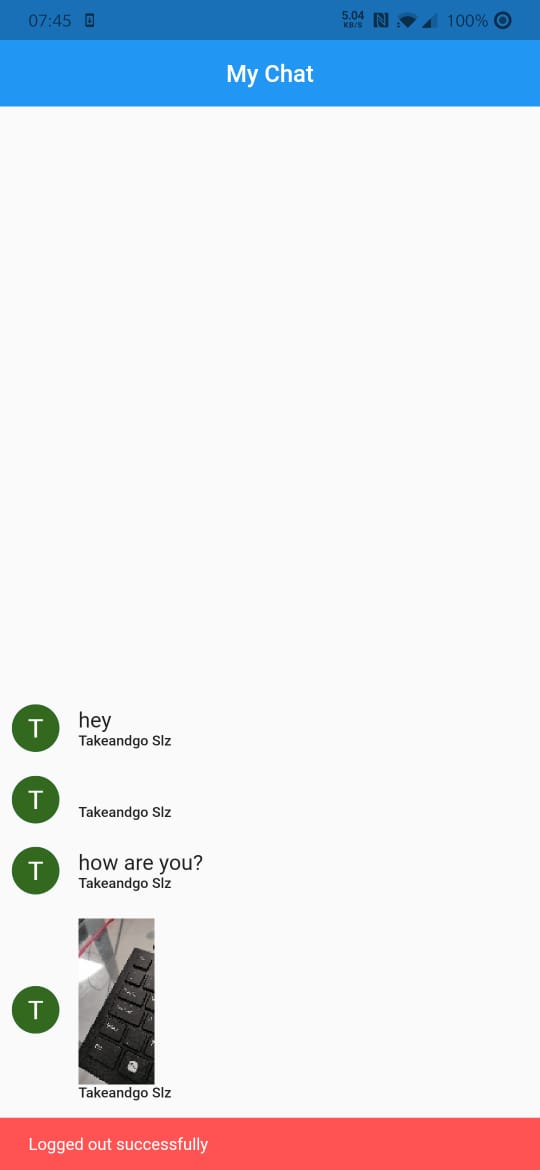 07:45
5.04
KB/S
100%
My Chat
T
hey
Takeandgo Slz
T
Takeandgo Slz
T
how are you?
Takeandgo Slz
T
Takeandgo Slz
Logged out successfully